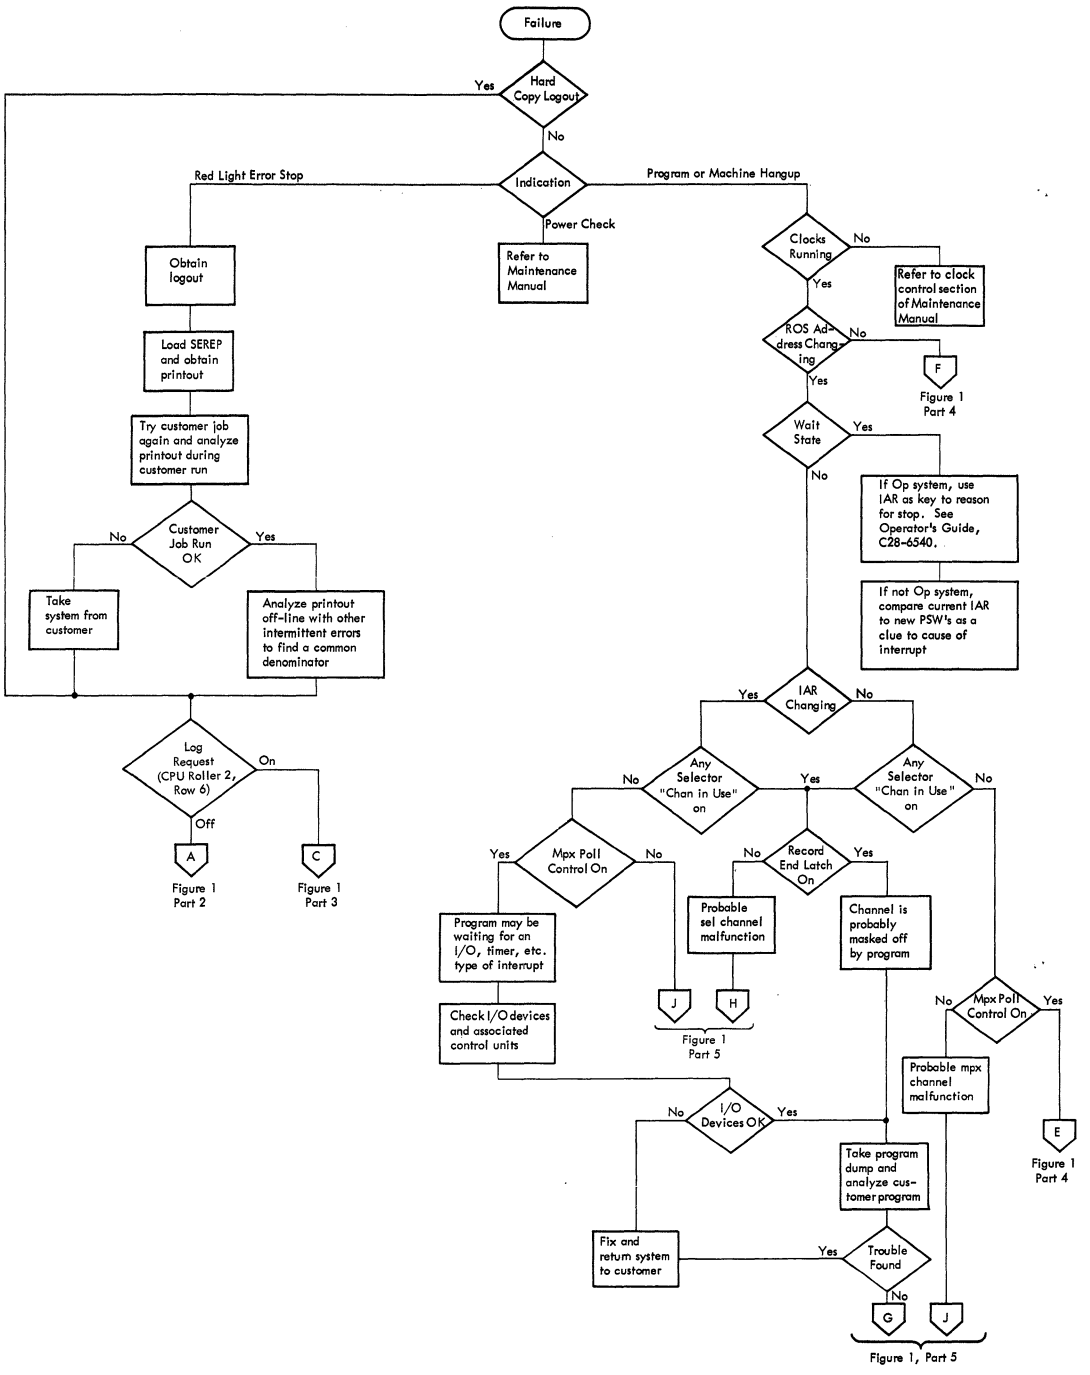 Failure
Hard
Copy Logout
Yes
No
Indication
Red Light Error Stop
Program or Machine Hangup
Power Check
Refer to
Maintenance
Manual
Obtain
logout
Load SEREP
and obtain
printout
Try customer job
again and analyze
printout during
customer run
Customer
Job Run
OK
No
Yes
Take
system from
customer
Analyze printout
off-line with other
intermittent errors
to find a common
denominator
Log
Request
(CPU Roller 2,
Row 6)
On
Off
A
Figure 1
Part 2
C
Figure 1
Part 3
Clocks
Running
No
Yes
Refer to clock
control section
of Maintenance
Manual
ROS Ad-
dress Chang-
ing
No
Yes
F
Figure 1
Part 4
Wait
State
Yes
No
If Op system, use
IAR as key to reason
for stop. See
Operator's Guide,
C28-6540.
If not Op system,
compare current IAR
to new PSW's as a
clue to cause of
interrupt
IAR
Changing
Yes
No
Any
Selector
"Chan in Use"
on
No
Yes
Any
Selector
"Chan in Use"
on
No
Mpx Poll
Control On
Yes
No
Record
End Latch
On
No
Yes
Program may be
waiting for an
I/O, timer, etc.
type of interrupt
Probable
sel channel
malfunction
Channel is
probably
masked off
by program
Check I/O devices
and associated
control units
J
H
Figure 1
Part 5
Mpx Poll
Control On
No
Yes
Probable mpx
channel
malfunction
E
Figure 1
Part 4
I/O
Devices OK
No
Yes
Take program
dump and
analyze cus-
tomer program
Fix and
return system
to customer
Trouble
Found
Yes
No
G
J
Figure 1, Part 5